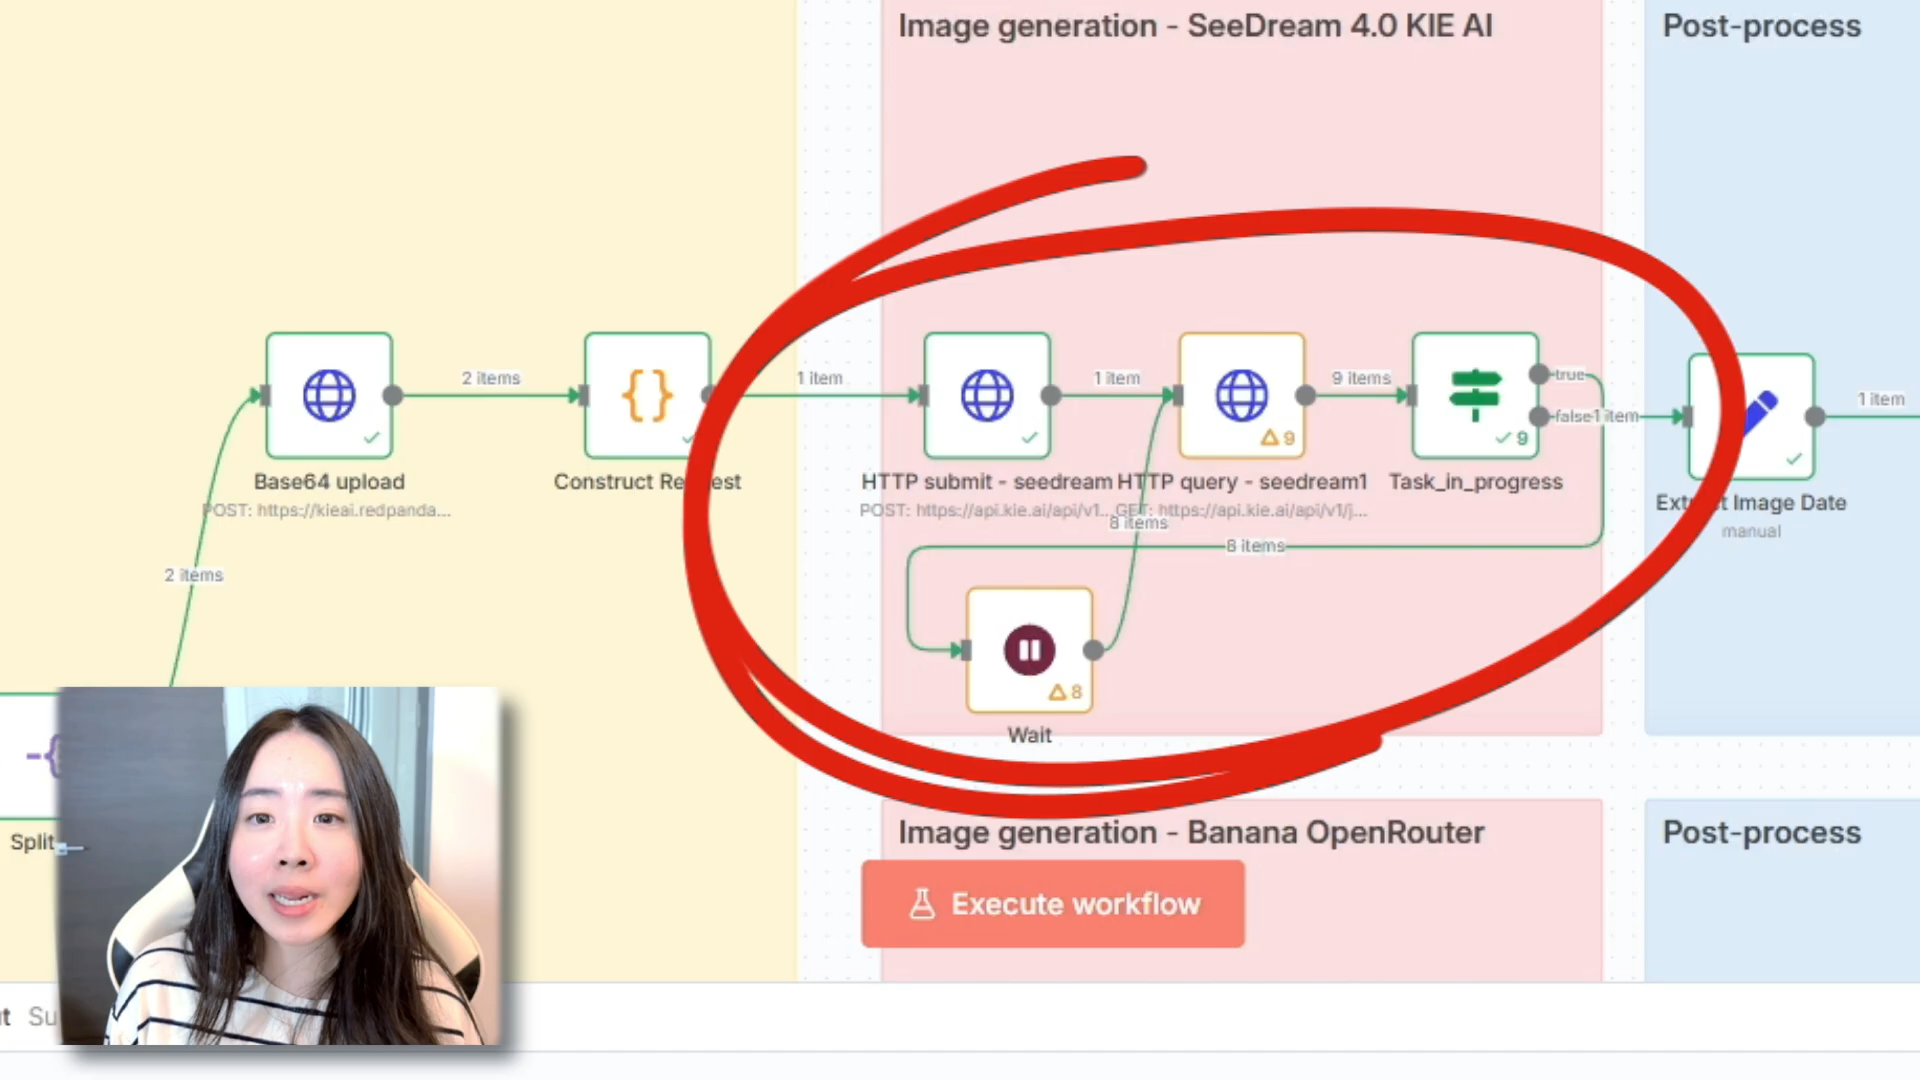 Image generation - SeeDream 4.0 KIE AI
Post-process
2 items
1 item
1 item
9 items
true
false
1 item
1 item
9
9
Base64 upload
POST: https://kieai.redpanda...
Construct Re est
HTTP submit - seedream
POST: https://api.kie.ai/api/v1...
HTTP query - seedream1
GET: https://api.kie.ai/api/v1/j...
Task_in_progress
Extract Image Date
manual
8 items
8 items
2 items
8
Wait
Split
Image generation - Banana OpenRouter
Post-process
Execute workflow
t Su